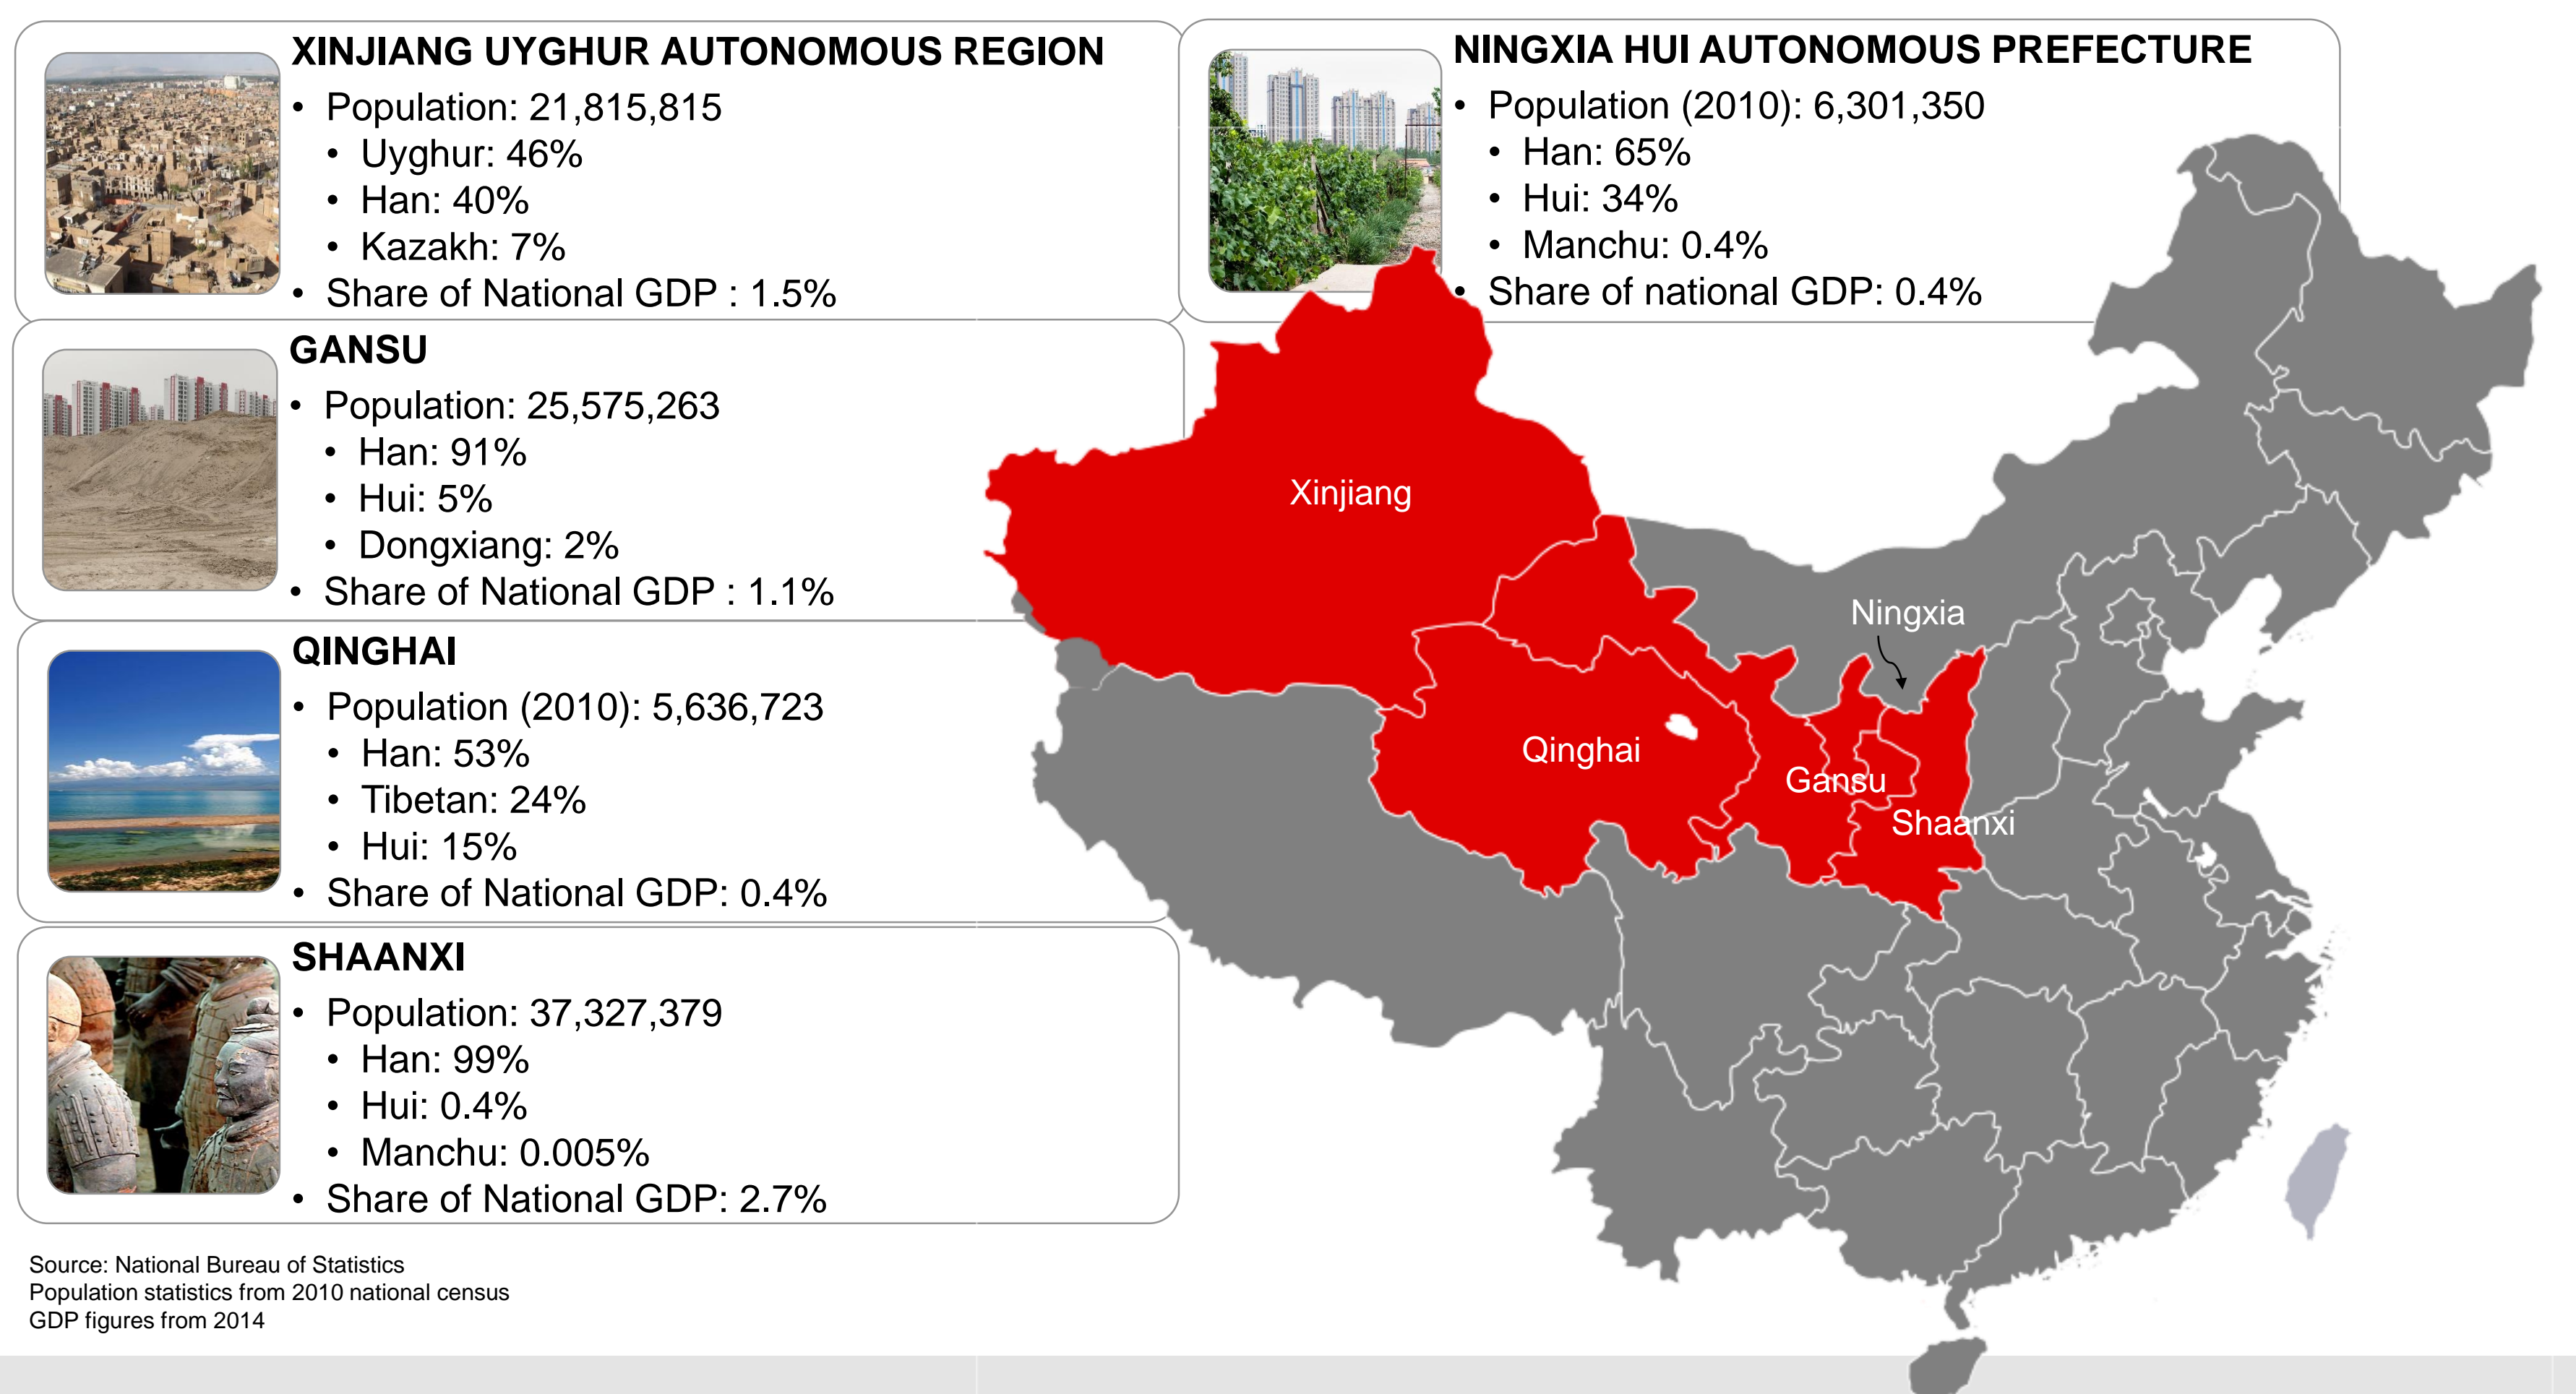 XINJIANG UYGHUR AUTONOMOUS REGION
• Population: 21,815,815
• Uyghur: 46%
• Han: 40%
• Kazakh: 7%
• Share of National GDP : 1.5%
NINGXIA HUI AUTONOMOUS PREFECTURE
• Population (2010): 6,301,350
• Han: 65%
• Hui: 34%
• Manchu: 0.4%
• Share of national GDP: 0.4%
GANSU
• Population: 25,575,263
• Han: 91%
• Hui: 5%
• Dongxiang: 2%
• Share of National GDP : 1.1%
QINGHAI
• Population (2010): 5,636,723
• Han: 53%
• Tibetan: 24%
• Hui: 15%
• Share of National GDP: 0.4%
SHAANXI
• Population: 37,327,379
• Han: 99%
• Hui: 0.4%
• Manchu: 0.005%
• Share of National GDP: 2.7%
Xinjiang
Ningxia
Qinghai
Gansu
Shaanxi
Source: National Bureau of Statistics
Population statistics from 2010 national census
GDP figures from 2014